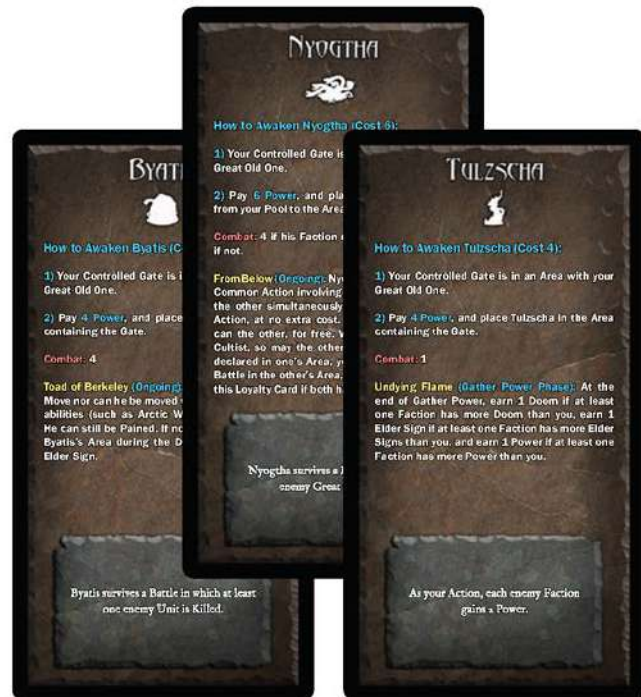 NYOGTHA
How to Awaken Nyogtha (Cost 6):
1) Your Controlled Gate is
Great Old One.
2) Pay 6 Power, and pla
from your Pool to the Area
Combat: 4 if his Faction
if not.
From Below (Ongoing): Ny
Common Action involving
the other simultaneously
Action, at no extra cost.
can the other, for free.
Cultist, so may the other
declared in one's Area, y
Battle in the other's Area.
this Loyalty Card if both h
Nyogtha survives a
enemy Great
BYATI
How to Awaken Byatis (C
1) Your Controlled Gate is i
Great Old One.
2) Pay 4 Power, and place
containing the Gate.
Combat: 4
Toad of Berkeley (Ongoing)
Move nor can he be moved
abilities (such as Arctic W
He can still be Pained. If no
Byatis's Area during the D
Elder Sign.
Byatis survives a Battle in which at least
one enemy Unit is Killed.
TULZSCHA
How to Awaken Tulzscha (Cost 4):
1) Your Controlled Gate is in an Area with your
Great Old One.
2) Pay 4 Power, and place Tulzscha in the Area
containing the Gate.
Combat: 1
Undying Flame (Gather Power Phase): At the
end of Gather Power, earn 1 Doom if at least
one Faction has more Doom than you, earn 1
Elder Sign if at least one Faction has more Elder
Signs than you, and earn 1 Power if at least one
Faction has more Power than you.
As your Action, each enemy Faction
gains 2 Power.